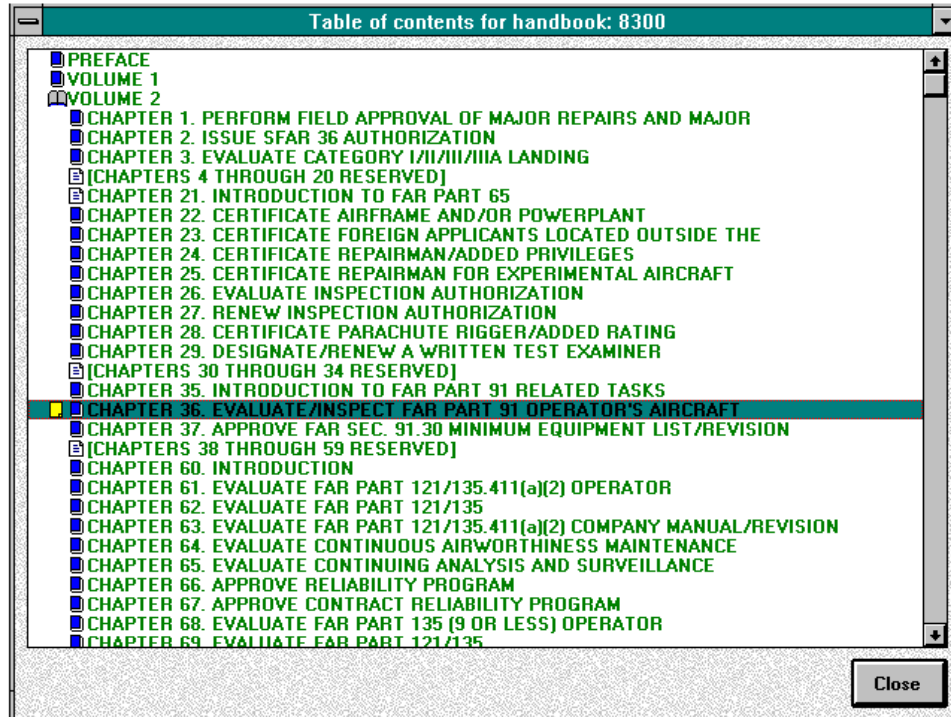 Table of contents for handbook: 8300
PREFACE
VOLUME 1
VOLUME 2
CHAPTER 1. PERFORM FIELD APPROVAL OF MAJOR REPAIRS AND MAJOR
CHAPTER 2. ISSUE SFAR 36 AUTHORIZATION
CHAPTER 3. EVALUATE CATEGORY I/II/III/IIIA LANDING
[CHAPTERS 4 THROUGH 20 RESERVED]
CHAPTER 21. INTRODUCTION TO FAR PART 65
CHAPTER 22. CERTIFICATE AIRFRAME AND/OR POWERPLANT
CHAPTER 23. CERTIFICATE FOREIGN APPLICANTS LOCATED OUTSIDE THE
CHAPTER 24. CERTIFICATE REPAIRMAN/ADDED PRIVILEGES
CHAPTER 25. CERTIFICATE REPAIRMAN FOR EXPERIMENTAL AIRCRAFT
CHAPTER 26. EVALUATE INSPECTION AUTHORIZATION
CHAPTER 27. RENEW INSPECTION AUTHORIZATION
CHAPTER 28. CERTIFICATE PARACHUTE RIGGER/ADDED RATING
CHAPTER 29. DESIGNATE/RENEW A WRITTEN TEST EXAMINER
[CHAPTERS 30 THROUGH 34 RESERVED]
CHAPTER 35. INTRODUCTION TO FAR PART 91 RELATED TASKS
CHAPTER 36. EVALUATE/INSPECT FAR PART 91 OPERATOR'S AIRCRAFT
CHAPTER 37. APPROVE FAR SEC. 91.30 MINIMUM EQUIPMENT LIST/REVISION
[CHAPTERS 38 THROUGH 59 RESERVED]
CHAPTER 60. INTRODUCTION
CHAPTER 61. EVALUATE FAR PART 121/135.411(a)(2) OPERATOR
CHAPTER 62. EVALUATE FAR PART 121/135
CHAPTER 63. EVALUATE FAR PART 121/135.411(a)(2) COMPANY MANUAL/REVISION
CHAPTER 64. EVALUATE CONTINUOUS AIRWORTHINESS MAINTENANCE
CHAPTER 65. EVALUATE CONTINUING ANALYSIS AND SURVEILLANCE
CHAPTER 66. APPROVE RELIABILITY PROGRAM
CHAPTER 67. APPROVE CONTRACT RELIABILITY PROGRAM
CHAPTER 68. EVALUATE FAR PART 135 (9 OR LESS) OPERATOR
CHAPTER 69. EVALUATE FAR PART 121/135
Close